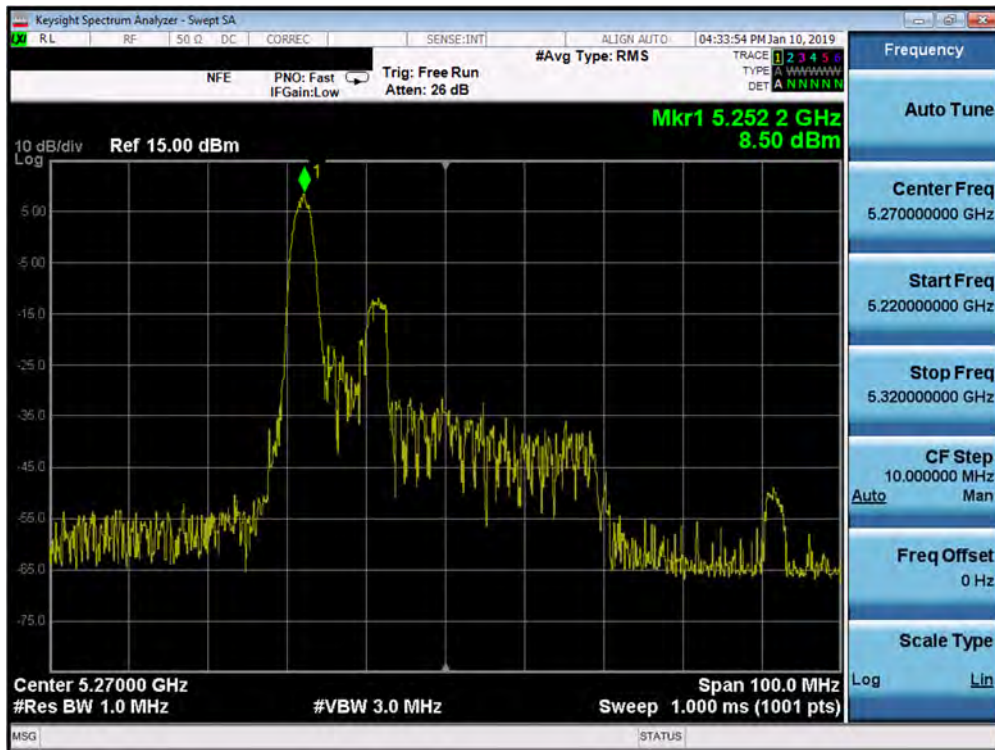 Keysight Spectrum Analyzer - Swept SA
LXI RL RF 50 Ω DC CORREC SENSE:INT ALIGN AUTO 04:33:54 PM Jan 10, 2019
#Avg Type: RMS TRACE 1 2 3 4 5 6
NFE PNO: Fast Trig: Free Run TYPE A WWWWW
IFGain:Low Atten: 26 dB DET A N N N N N
Mkr1 5.252 2 GHz
8.50 dBm
10 dB/div Ref 15.00 dBm
Log
1
5.00
-5.00
-15.0
-25.0
-35.0
-45.0
-55.0
-65.0
-75.0
Center 5.27000 GHz Span 100.0 MHz
#Res BW 1.0 MHz #VBW 3.0 MHz Sweep 1.000 ms (1001 pts)
MSG STATUS
Frequency
Auto Tune
Center Freq
5.270000000 GHz
Start Freq
5.220000000 GHz
Stop Freq
5.320000000 GHz
CF Step
10.000000 MHz
Auto Man
Freq Offset
0 Hz
Scale Type
Log Lin